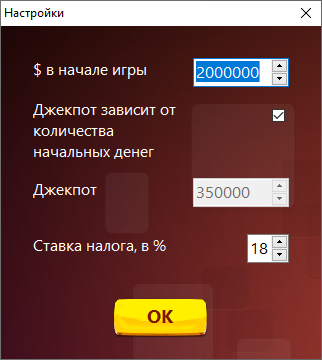 Настройки
$ в начале игры 2000000
Джекпот зависит от
количества
начальных денег
Джекпот 350000
Ставка налога, в % 18
OK